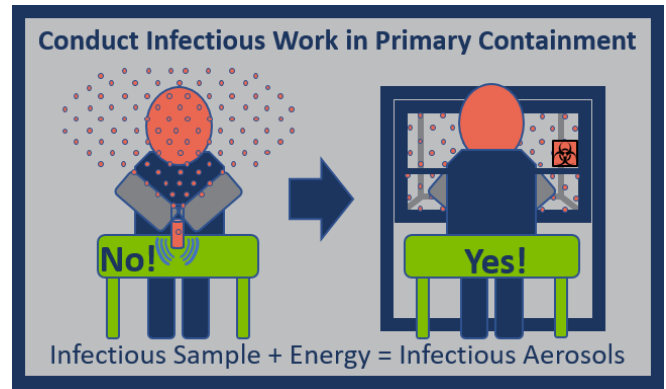 Conduct Infectious Work in Primary Containment
No!
Yes!
Infectious Sample + Energy = Infectious Aerosols